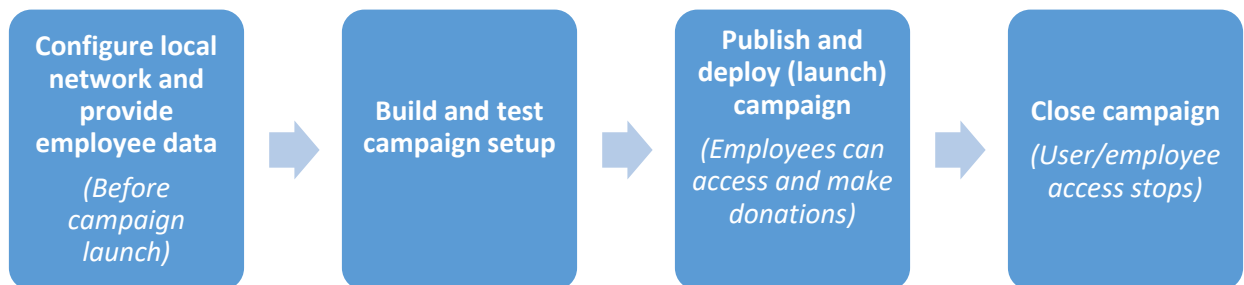 Configure local
network and
provide
employee data
(Before
campaign
launch)
Build and test
campaign setup
Publish and
deploy (launch)
campaign
(Employees can
access and make
donations)
Close campaign
(User/employee
access stops)